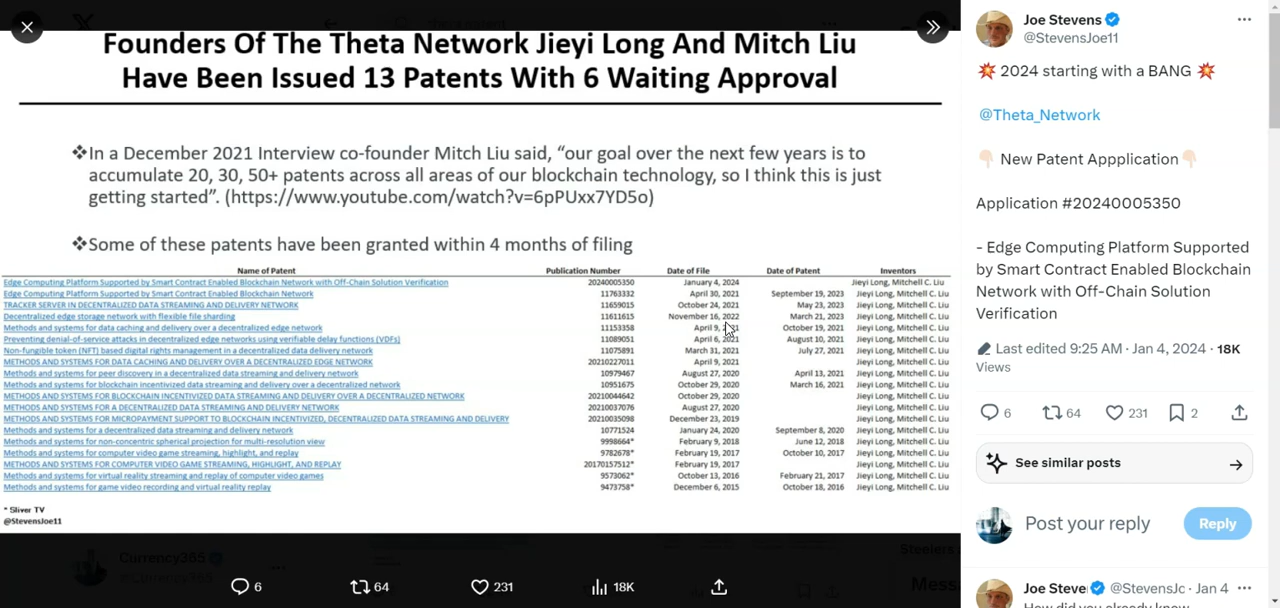 Founders Of The Theta Network Jieyi Long And Mitch Liu
Have Been Issued 13 Patents With 6 Waiting Approval
❖In a December 2021 Interview co-founder Mitch Liu said, “our goal over the next few years is to
accumulate 20, 30, 50+ patents across all areas of our blockchain technology, so I think this is just
getting started”. (https://www.youtube.com/watch?v=6pPUxx7YD5o)
❖Some of these patents have been granted within 4 months of filing
Name of Patent Publication Number Date of File Date of Patent Inventors
Edge Computing Platform Supported by Smart Contract Enabled Blockchain Network with Off-Chain Solution Verification 20240005350 January 4, 2024 Jieyi Long, Mitchell C. Liu
Edge Computing Platform Supported by Smart Contract Enabled Blockchain Network 11763332 April 30, 2021 September 19, 2023 Jieyi Long, Mitchell C. Liu
TRACKER SERVER IN DECENTRALIZED DATA STREAMING AND DELIVERY NETWORK 11659015 October 24, 2021 May 23, 2023 Jieyi Long, Mitchell C. Liu
Decentralized edge storage network with flexible file sharding 11611615 November 16, 2022 March 21, 2023 Jieyi Long, Mitchell C. Liu
Methods and systems for data caching and delivery over a decentralized edge network 11153358 April 9, 2021 October 19, 2021 Jieyi Long, Mitchell C. Liu
Preventing denial-of-service attacks in decentralized edge networks using verifiable delay functions (VDFs) 11089051 April 6, 2021 August 10, 2021 Jieyi Long, Mitchell C. Liu
Non-fungible token (NFT) based digital rights management in a decentralized data delivery network 11075891 March 31, 2021 July 27, 2021 Jieyi Long, Mitchell C. Liu
METHODS AND SYSTEMS FOR DATA CACHING AND DELIVERY OVER A DECENTRALIZED EDGE NETWORK 20210227011 April 9, 2021 Jieyi Long, Mitchell C. Liu
Methods and systems for peer discovery in a decentralized data streaming and delivery network 10979467 August 27, 2020 April 13, 2021 Jieyi Long, Mitchell C. Liu
Methods and systems for blockchain incentivized data streaming and delivery over a decentralized network 10951675 October 29, 2020 March 16, 2021 Jieyi Long, Mitchell C. Liu
METHODS AND SYSTEMS FOR BLOCKCHAIN INCENTIVIZED DATA STREAMING AND DELIVERY OVER A DECENTRALIZED NETWORK 20210044642 October 29, 2020 Jieyi Long, Mitchell C. Liu
METHODS AND SYSTEMS FOR A DECENTRALIZED DATA STREAMING AND DELIVERY NETWORK 20210037076 August 27, 2020 Jieyi Long, Mitchell C. Liu
METHODS AND SYSTEMS FOR MICROPAYMENT SUPPORT TO BLOCKCHAIN INCENTIVIZED, DECENTRALIZED DATA STREAMING AND DELIVERY 20210035098 December 23, 2019 Jieyi Long, Mitchell C. Liu
Methods and systems for a decentralized data streaming and delivery network 10771524 January 24, 2020 September 8, 2020 Jieyi Long, Mitchell C. Liu
Methods and systems for non-concentric spherical projection for multi-resolution view 9998664* February 9, 2018 June 12, 2018 Jieyi Long, Mitchell C. Liu
Methods and systems for computer video game streaming, highlight, and replay 9782678* February 19, 2017 October 10, 2017 Jieyi Long, Mitchell C. Liu
METHODS AND SYSTEMS FOR COMPUTER VIDEO GAME STREAMING, HIGHLIGHT, AND REPLAY 20170157512* February 19, 2017 Jieyi Long, Mitchell C. Liu
Methods and systems for virtual reality streaming and replay of computer video games 9573062* October 13, 2016 February 21, 2017 Jieyi Long, Mitchell C. Liu
Methods and systems for game video recording and virtual reality replay 9473758* December 6, 2015 October 18, 2016 Jieyi Long, Mitchell C. Liu
* Sliver TV
@StevensJoe11
Currency365
6 64 231 18K
Joe Stevens
@StevensJoe11
💥 2024 starting with a BANG 💥
@Theta_Network
👇🏻 New Patent Appplication👇🏻
Application #20240005350
- Edge Computing Platform Supported
by Smart Contract Enabled Blockchain
Network with Off-Chain Solution
Verification
Last edited 9:25 AM · Jan 4, 2024 · 18K
Views
6 64 231 2
See similar posts
Post your reply Reply
Joe Steve @StevensJc · Jan 4
How did you already know